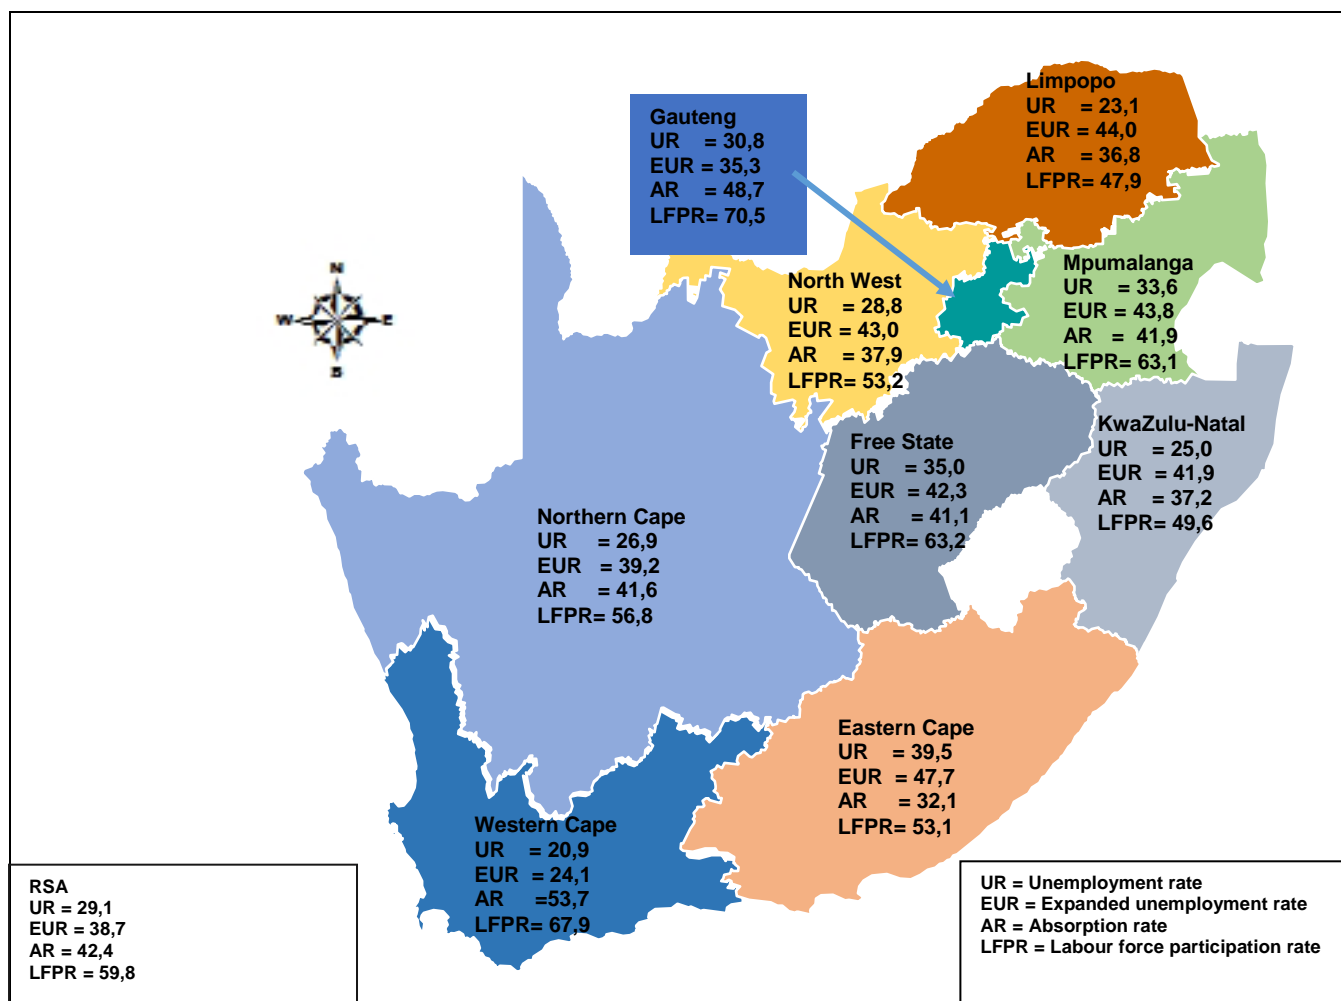 Limpopo
UR = 23,1
EUR = 44,0
AR = 36,8
LFPR= 47,9
Gauteng
UR = 30,8
EUR = 35,3
AR = 48,7
LFPR= 70,5
N
W
E
S
North West
UR = 28,8
EUR = 43,0
AR = 37,9
LFPR= 53,2
Mpumalanga
UR = 33,6
EUR = 43,8
AR = 41,9
LFPR= 63,1
KwaZulu-Natal
UR = 25,0
EUR = 41,9
AR = 37,2
LFPR= 49,6
Free State
UR = 35,0
EUR = 42,3
AR = 41,1
LFPR= 63,2
Northern Cape
UR = 26,9
EUR = 39,2
AR = 41,6
LFPR= 56,8
Eastern Cape
UR = 39,5
EUR = 47,7
AR = 32,1
LFPR= 53,1
Western Cape
UR = 20,9
EUR = 24,1
AR =53,7
LFPR= 67,9
RSA
UR = 29,1
EUR = 38,7
AR = 42,4
LFPR = 59,8
UR = Unemployment rate
EUR = Expanded unemployment rate
AR = Absorption rate
LFPR = Labour force participation rate